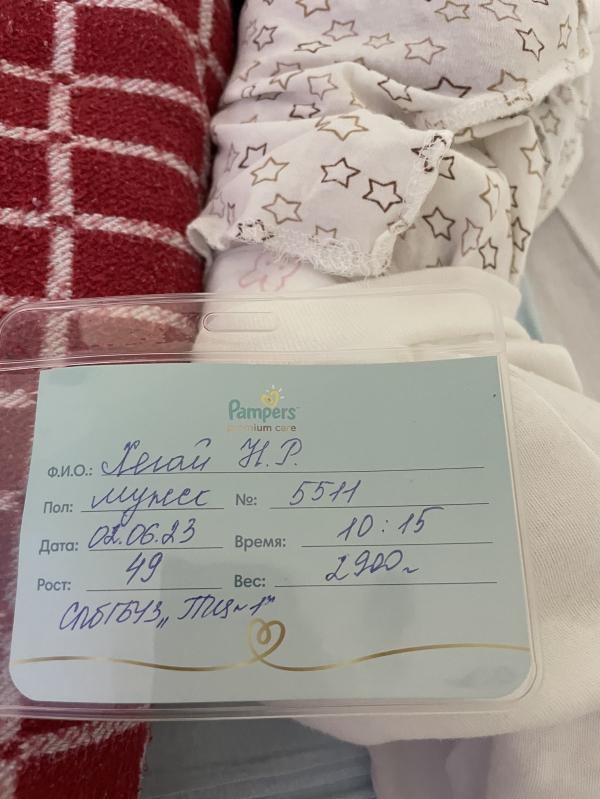 Pampers
premium care
Ф.И.О.: Хегай Н.Р.
Пол: мужск №: 5511
Дата: 02.06.23 Время: 10:15
Рост: 49 Вес: 2900г
СПбГБУЗ